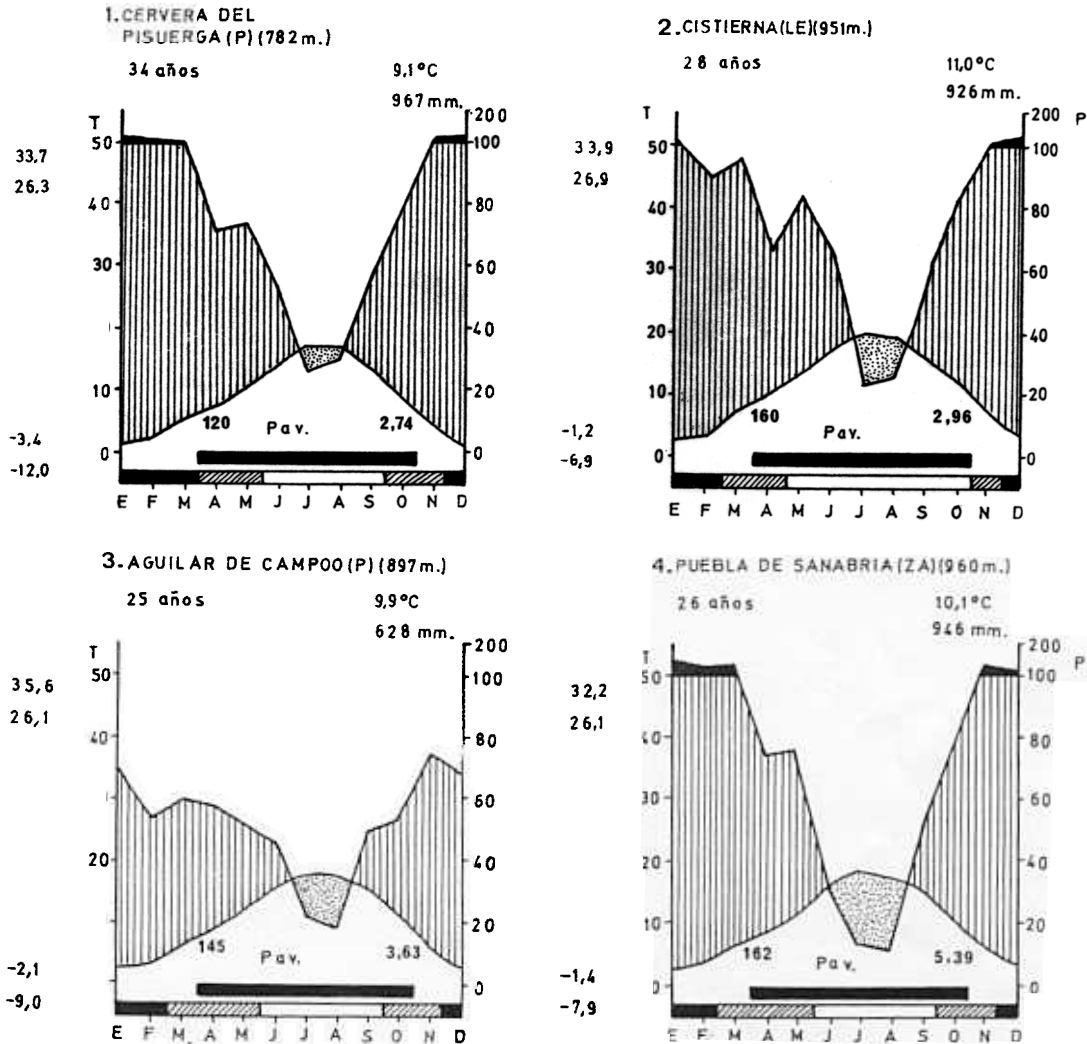 1. CERVERA DEL
PISUERGA (P) (782 m.)
34 años 9,1°C
967 mm.
T 200
50 100
33,7
26,3
40 80
30 60
20 40
10 20
120 Pav. 2,74
-3,4
0 0
-12,0
E F M A M J J A S O N D
2. CISTIERNA (LE) (951 m.)
28 años 11,0°C
926 mm.
T 200 P
50 100
33,9
26,9
40 80
30 60
20 40
10 20
160 Pav. 2,96
-1,2
0 0
-6,9
E F M A M J J A S O N D
3. AGUILAR DE CAMPOO (P) (897 m.)
25 años 9,9°C
628 mm.
T 200
50 100
35,6
26,1
40 80
60
20 40
20
145 Pav. 3,63
-2,1
0
-9,0
E F M A M J J A S O N D
4. PUEBLA DE SANABRIA (ZA) (960 m.)
26 años 10,1°C
946 mm.
T 200 P
50 100
32,2
26,1
40 80
30 60
20 40
10 20
162 Pav. 5.39
-1,4
0 0
-7,9
E F M A M J J A S O N D